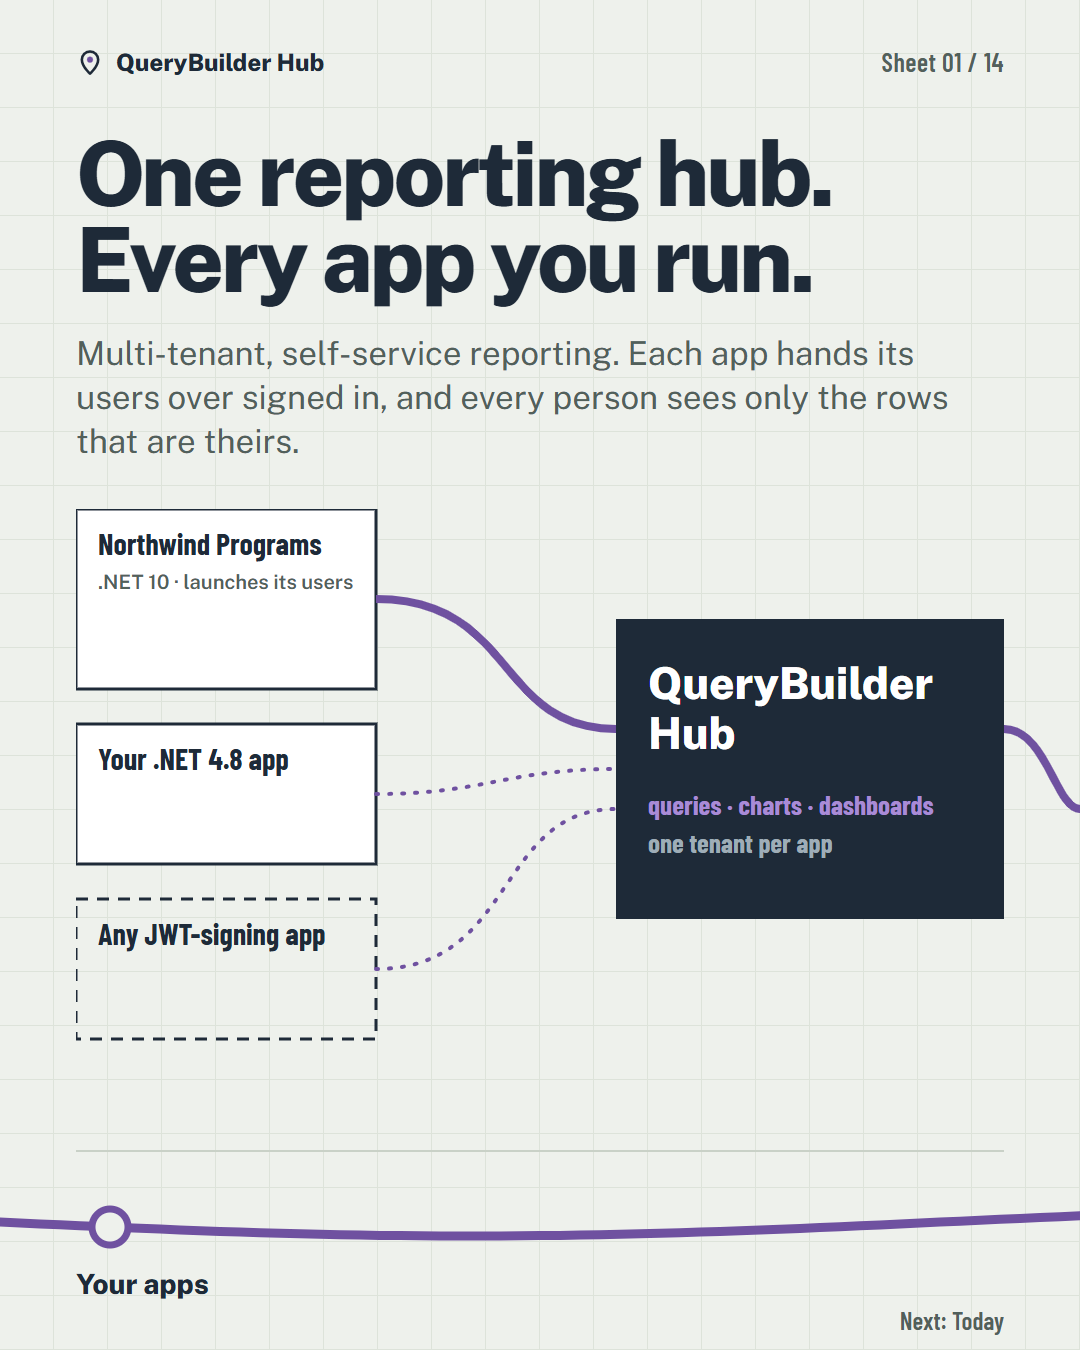 QueryBuilder Hub
Sheet 01 / 14
One reporting hub.
Every app you run.
Multi-tenant, self-service reporting. Each app hands its
users over signed in, and every person sees only the rows
that are theirs.
Northwind Programs
.NET 10 · launches its users
Your .NET 4.8 app
Any JWT-signing app
QueryBuilder
Hub
queries · charts · dashboards
one tenant per app
Your apps
Next: Today